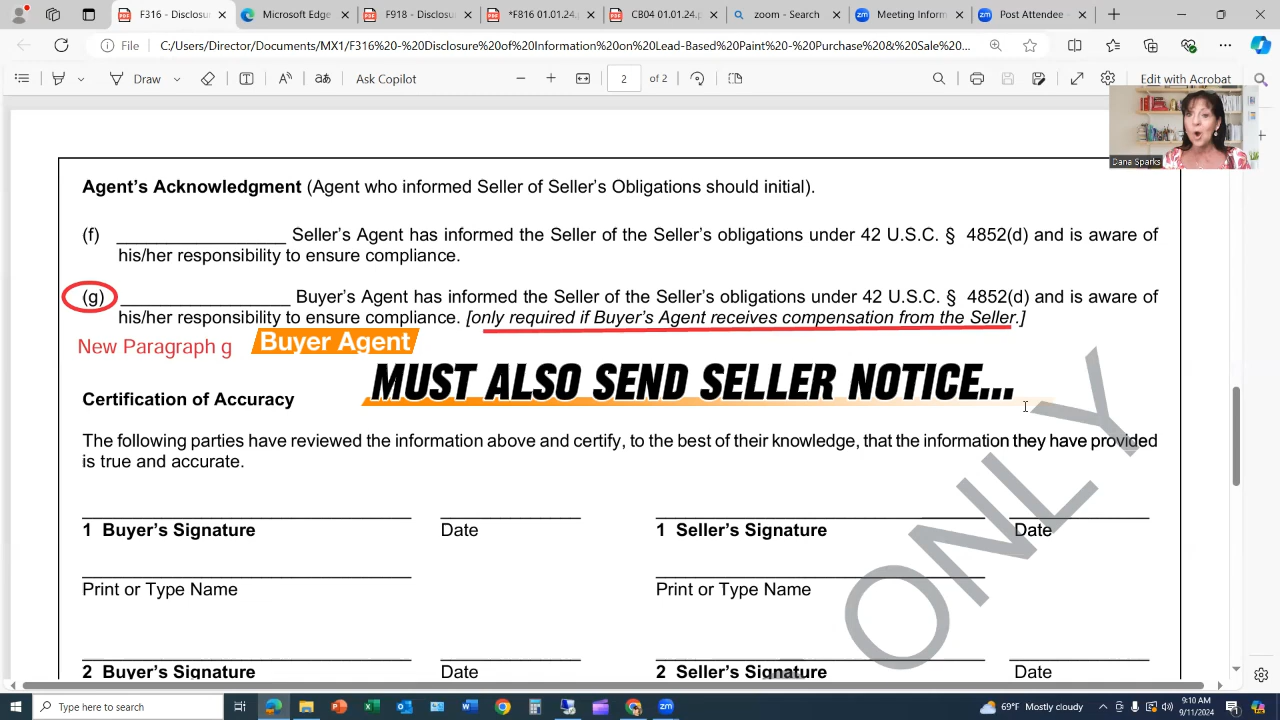 F316 - Disclosu
Microsoft Edge
F918 - Disclosu
*F816 01.01.24.p
CB04 01.01.24.p
zoom - Search
Meeting Inform
Post Attendee -
File
C:/Users/Director/Documents/MX1/F316%20-%20Disclosure%20of%20Information%20on%20Lead-Based%20Paint%20-%20Purchase%20&%20Sale%20...
Draw
Ask Copilot
2
of 2
Edit with Acrobat
Dana Sparks
Agent's Acknowledgment (Agent who informed Seller of Seller's Obligations should initial).
(f) _________________ Seller's Agent has informed the Seller of the Seller's obligations under 42 U.S.C. § 4852(d) and is aware of
his/her responsibility to ensure compliance.
(g) _________________ Buyer's Agent has informed the Seller of the Seller's obligations under 42 U.S.C. § 4852(d) and is aware of
his/her responsibility to ensure compliance. [only required if Buyer's Agent receives compensation from the Seller.]
New Paragraph g
Buyer Agent
MUST ALSO SEND SELLER NOTICE...
Certification of Accuracy
The following parties have reviewed the information above and certify, to the best of their knowledge, that the information they have provided
is true and accurate.
1 Buyer's Signature
Date
1 Seller's Signature
Date
Print or Type Name
Print or Type Name
2 Buyer's Signature
Date
2 Seller's Signature
Date
ONLY
Type here to search
69°F Mostly cloudy
9:10 AM
9/11/2024